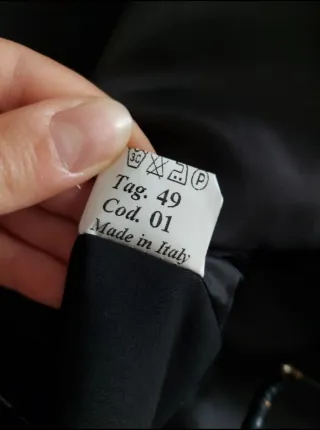 P
Tag. 49
Cod. 01
Made in Italy